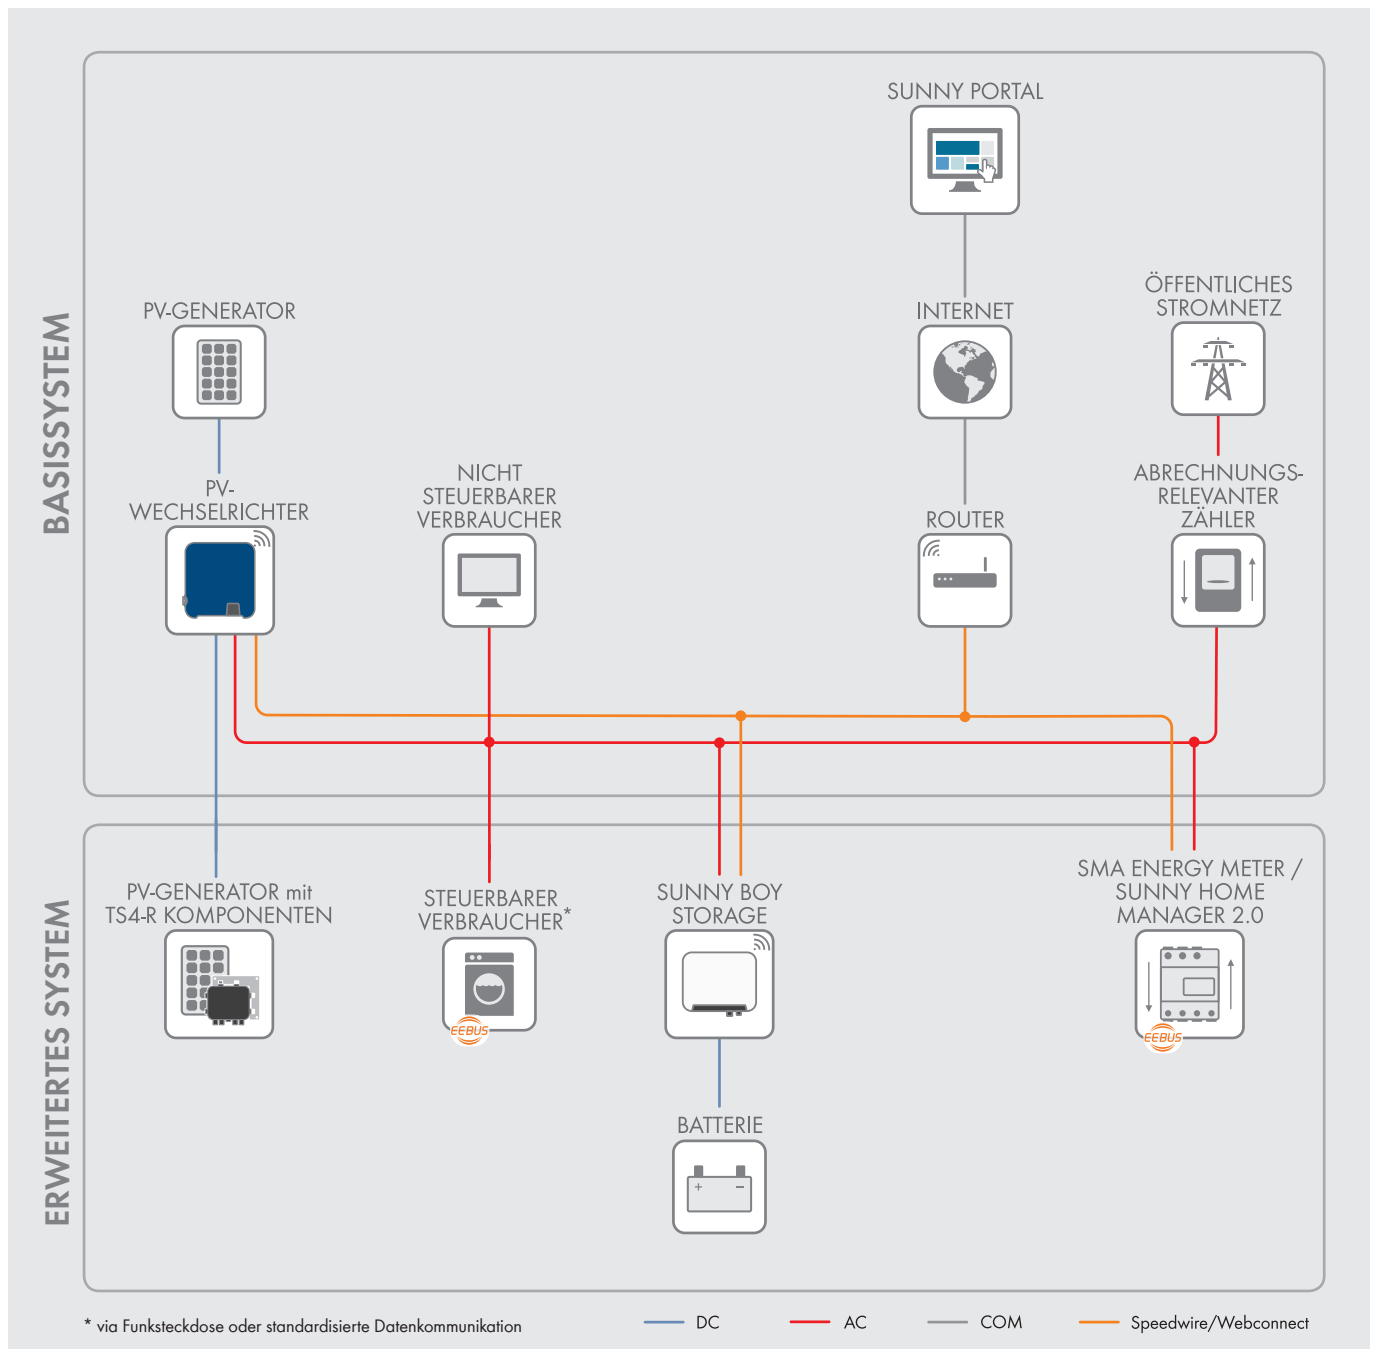 BASISSYSTEM
SUNNY PORTAL
PV-GENERATOR
INTERNET
ÖFFENTLICHES
STROMNETZ
PV-
WECHSELRICHTER
NICHT
STEUERBARER
VERBRAUCHER
ROUTER
ABRECHNUNGS-
RELEVANTER
ZÄHLER
ERWEITERTES SYSTEM
PV-GENERATOR mit
TS4-R KOMPONENTEN
STEUERBARER
VERBRAUCHER*
EEBUS
SUNNY BOY
STORAGE
SMA ENERGY METER /
SUNNY HOME
MANAGER 2.0
EEBUS
BATTERIE
+ −
* via Funksteckdose oder standardisierte Datenkommunikation
DC
AC
COM
Speedwire/Webconnect